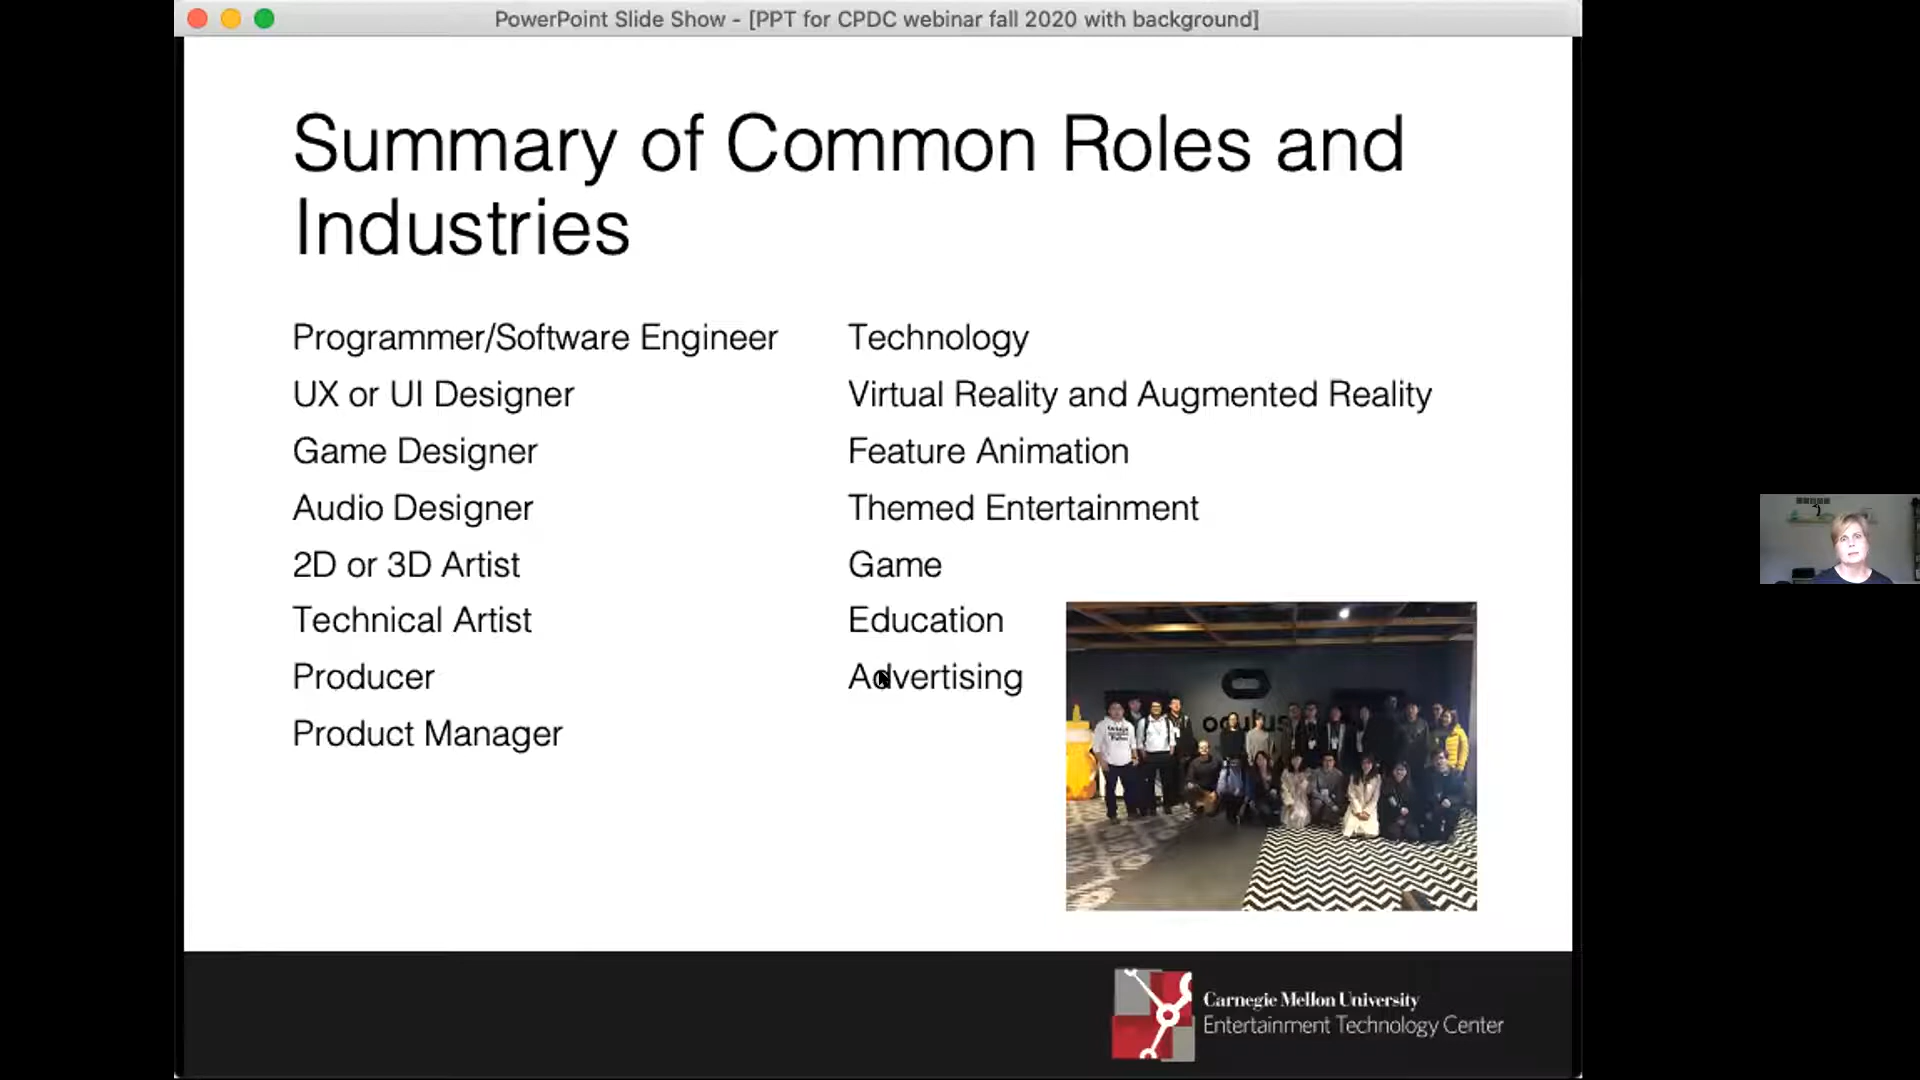 PowerPoint Slide Show - [PPT for CPDC webinar fall 2020 with background]
Summary of Common Roles and
Industries
Programmer/Software Engineer
UX or UI Designer
Game Designer
Audio Designer
2D or 3D Artist
Technical Artist
Producer
Product Manager
Technology
Virtual Reality and Augmented Reality
Feature Animation
Themed Entertainment
Game
Education
Advertising
oculus
Carnegie Mellon University
Entertainment Technology Center